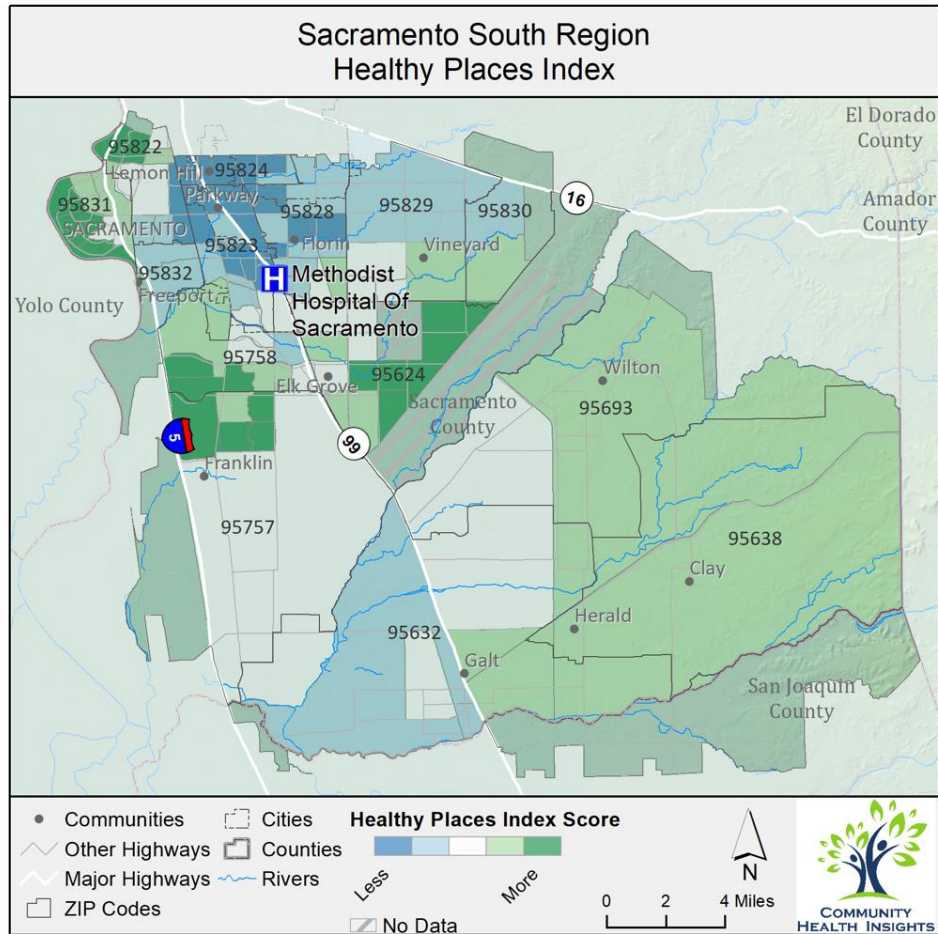 Sacramento South Region
Healthy Places Index
El Dorado
County
Amador
County
16
95822
Lemon Hill
95824
Parkway
95831
SACRAMENTO
95828
95829
95830
95823
Florin
Vineyard
95832
Freeport
H
Methodist
Hospital Of
Sacramento
Yolo County
95758
Elk Grove
95624
Sacramento
County
Wilton
95693
5
99
Franklin
95757
95638
Clay
Herald
95632
Galt
San Joaquin
County
Communities
Other Highways
Major Highways
ZIP Codes
Cities
Counties
Rivers
Healthy Places Index Score
Less
More
No Data
N
0 2 4 Miles
COMMUNITY
HEALTH INSIGHTS